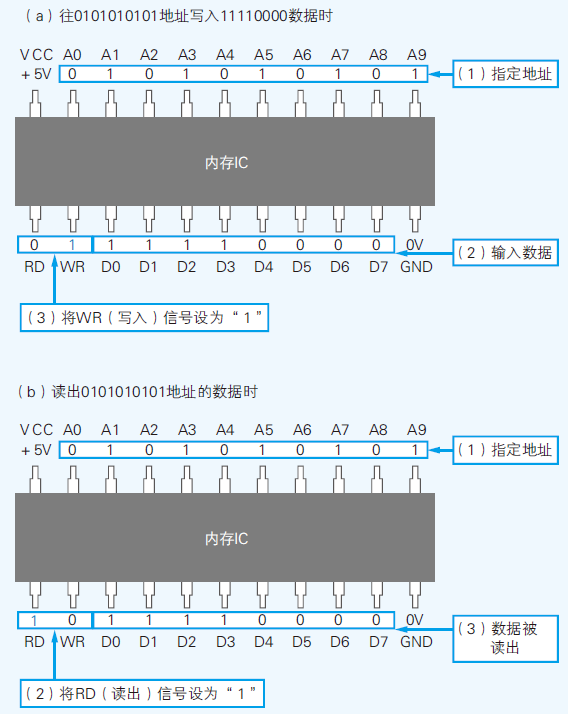 （a）往0101010101地址写入11110000数据时
VCC A0 A1 A2 A3 A4 A5 A6 A7 A8 A9
+5V 0 1 0 1 0 1 0 1 0 1
（1）指定地址
内存IC
0 1 1 1 1 1 0 0 0 0 0V
（2）输入数据
RD WR D0 D1 D2 D3 D4 D5 D6 D7 GND
（3）将WR（写入）信号设为“1”
（b）读出0101010101地址的数据时
VCC A0 A1 A2 A3 A4 A5 A6 A7 A8 A9
+5V 0 1 0 1 0 1 0 1 0 1
（1）指定地址
内存IC
1 0 1 1 1 1 0 0 0 0 0V
RD WR D0 D1 D2 D3 D4 D5 D6 D7 GND
（3）数据被
读出
（2）将RD（读出）信号设为“1”